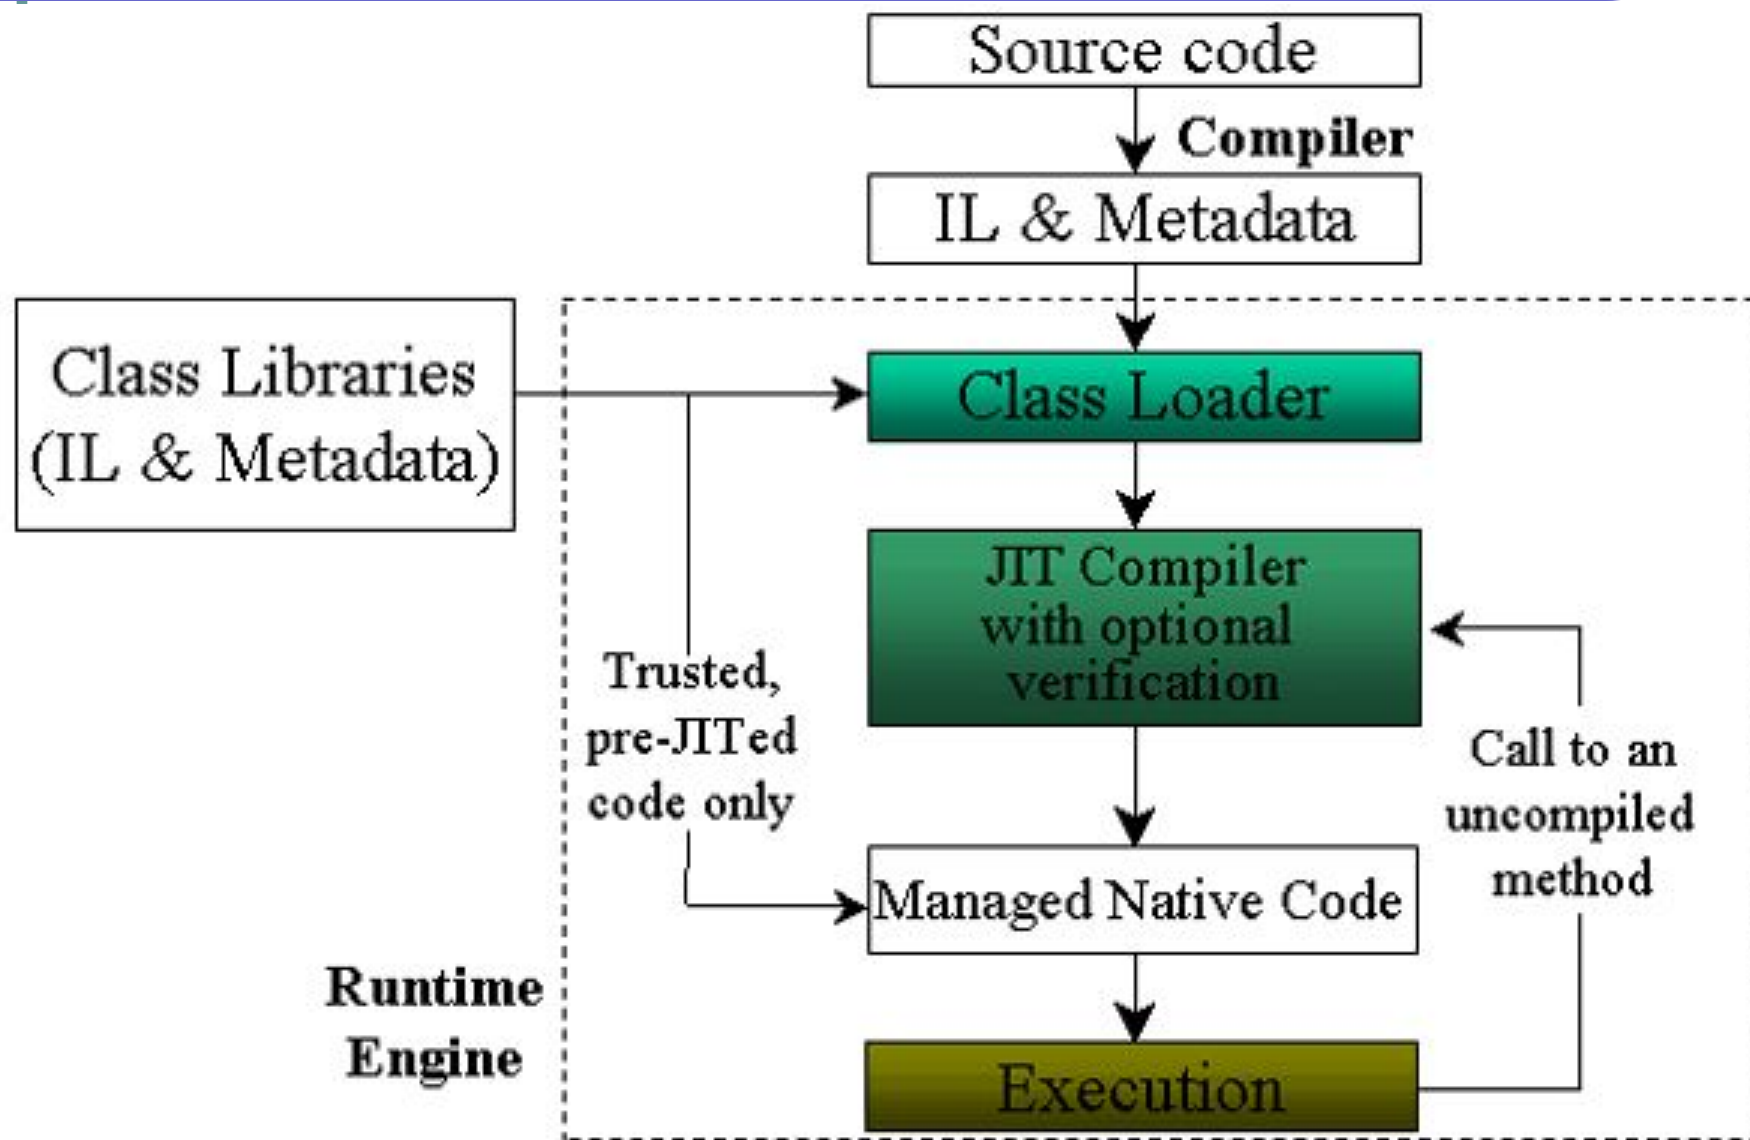 Source code
Compiler
IL & Metadata
Class Libraries
(IL & Metadata)
Class Loader
JIT Compiler
with optional
verification
Trusted,
pre-JITed
code only
Call to an
uncompiled
method
Managed Native Code
Runtime
Engine
Execution